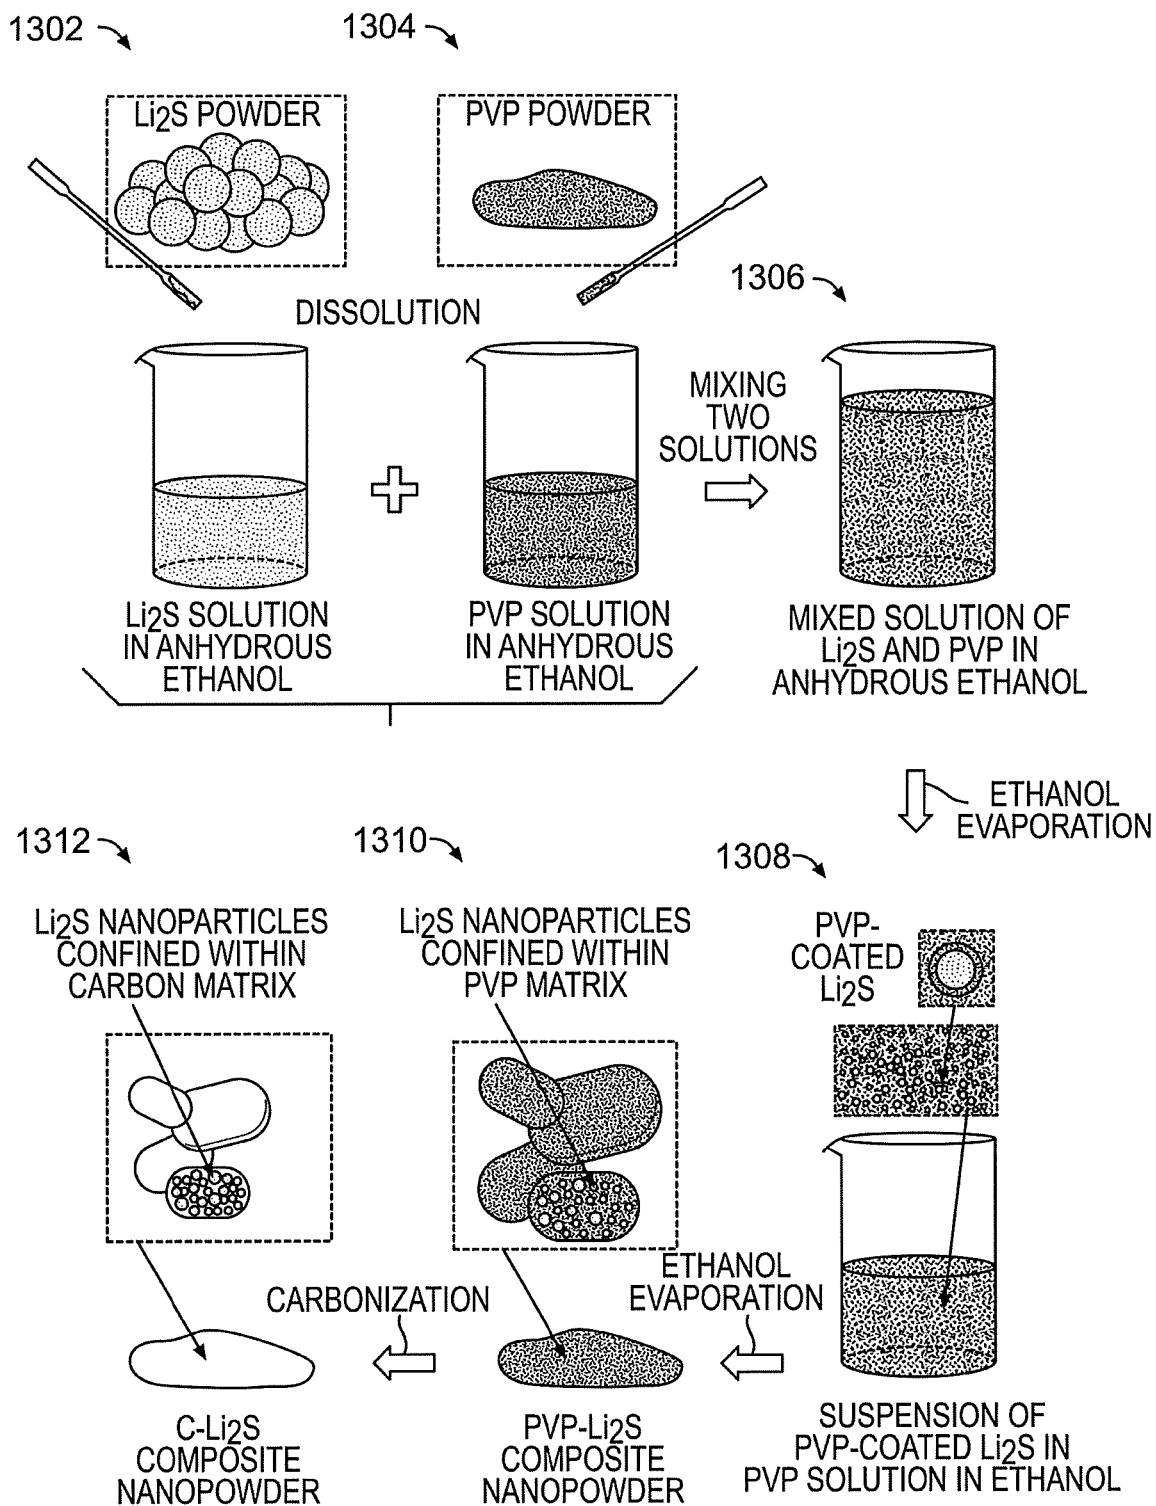 1302
1304
Li2S POWDER
PVP POWDER
1306
DISSOLUTION
MIXING
TWO
SOLUTIONS
Li2S SOLUTION
IN ANHYDROUS
ETHANOL
PVP SOLUTION
IN ANHYDROUS
ETHANOL
MIXED SOLUTION OF
Li2S AND PVP IN
ANHYDROUS ETHANOL
ETHANOL
EVAPORATION
1312
1310
1308
Li2S NANOPARTICLES
CONFINED WITHIN
CARBON MATRIX
Li2S NANOPARTICLES
CONFINED WITHIN
PVP MATRIX
PVP-
COATED
Li2S
CARBONIZATION
ETHANOL
EVAPORATION
C-Li2S
COMPOSITE
NANOPOWDER
PVP-Li2S
COMPOSITE
NANOPOWDER
SUSPENSION OF
PVP-COATED Li2S IN
PVP SOLUTION IN ETHANOL